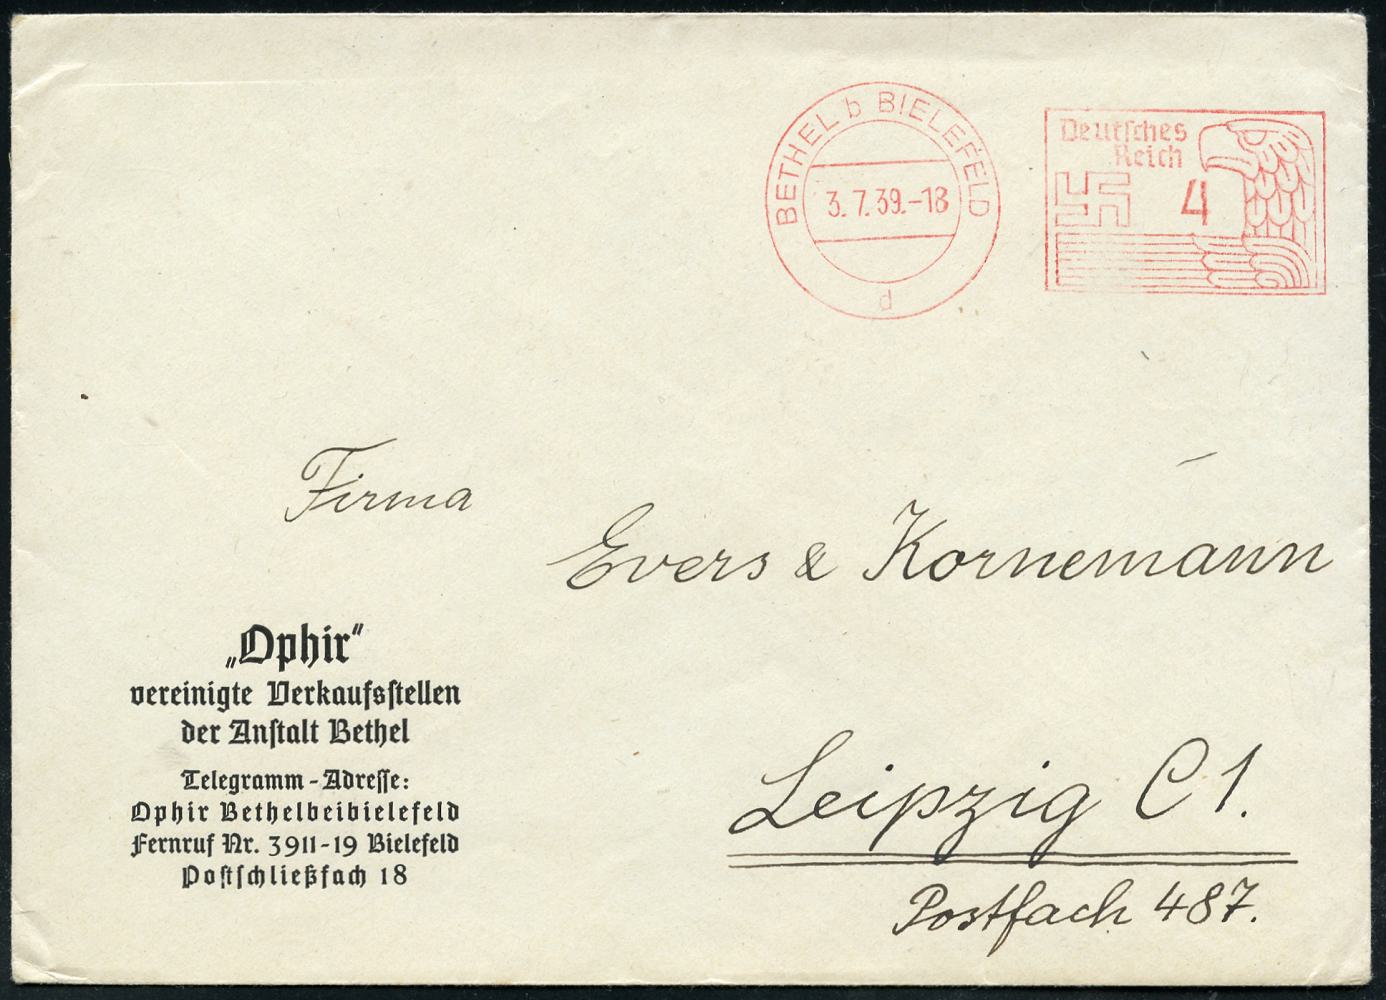 BETHEL b BIELEFELD
3. 7. 39.-18
d
Deutsches
Reich
4
Firma
Evers & Kornemann
„Ophir“
vereinigte Verkaufsstellen
der Anstalt Bethel
Telegramm-Adresse:
Ophir Bethelbeibielefeld
Fernruf Nr. 3911-19 Bielefeld
Postschließfach 18
Leipzig C 1.
Postfach 487.